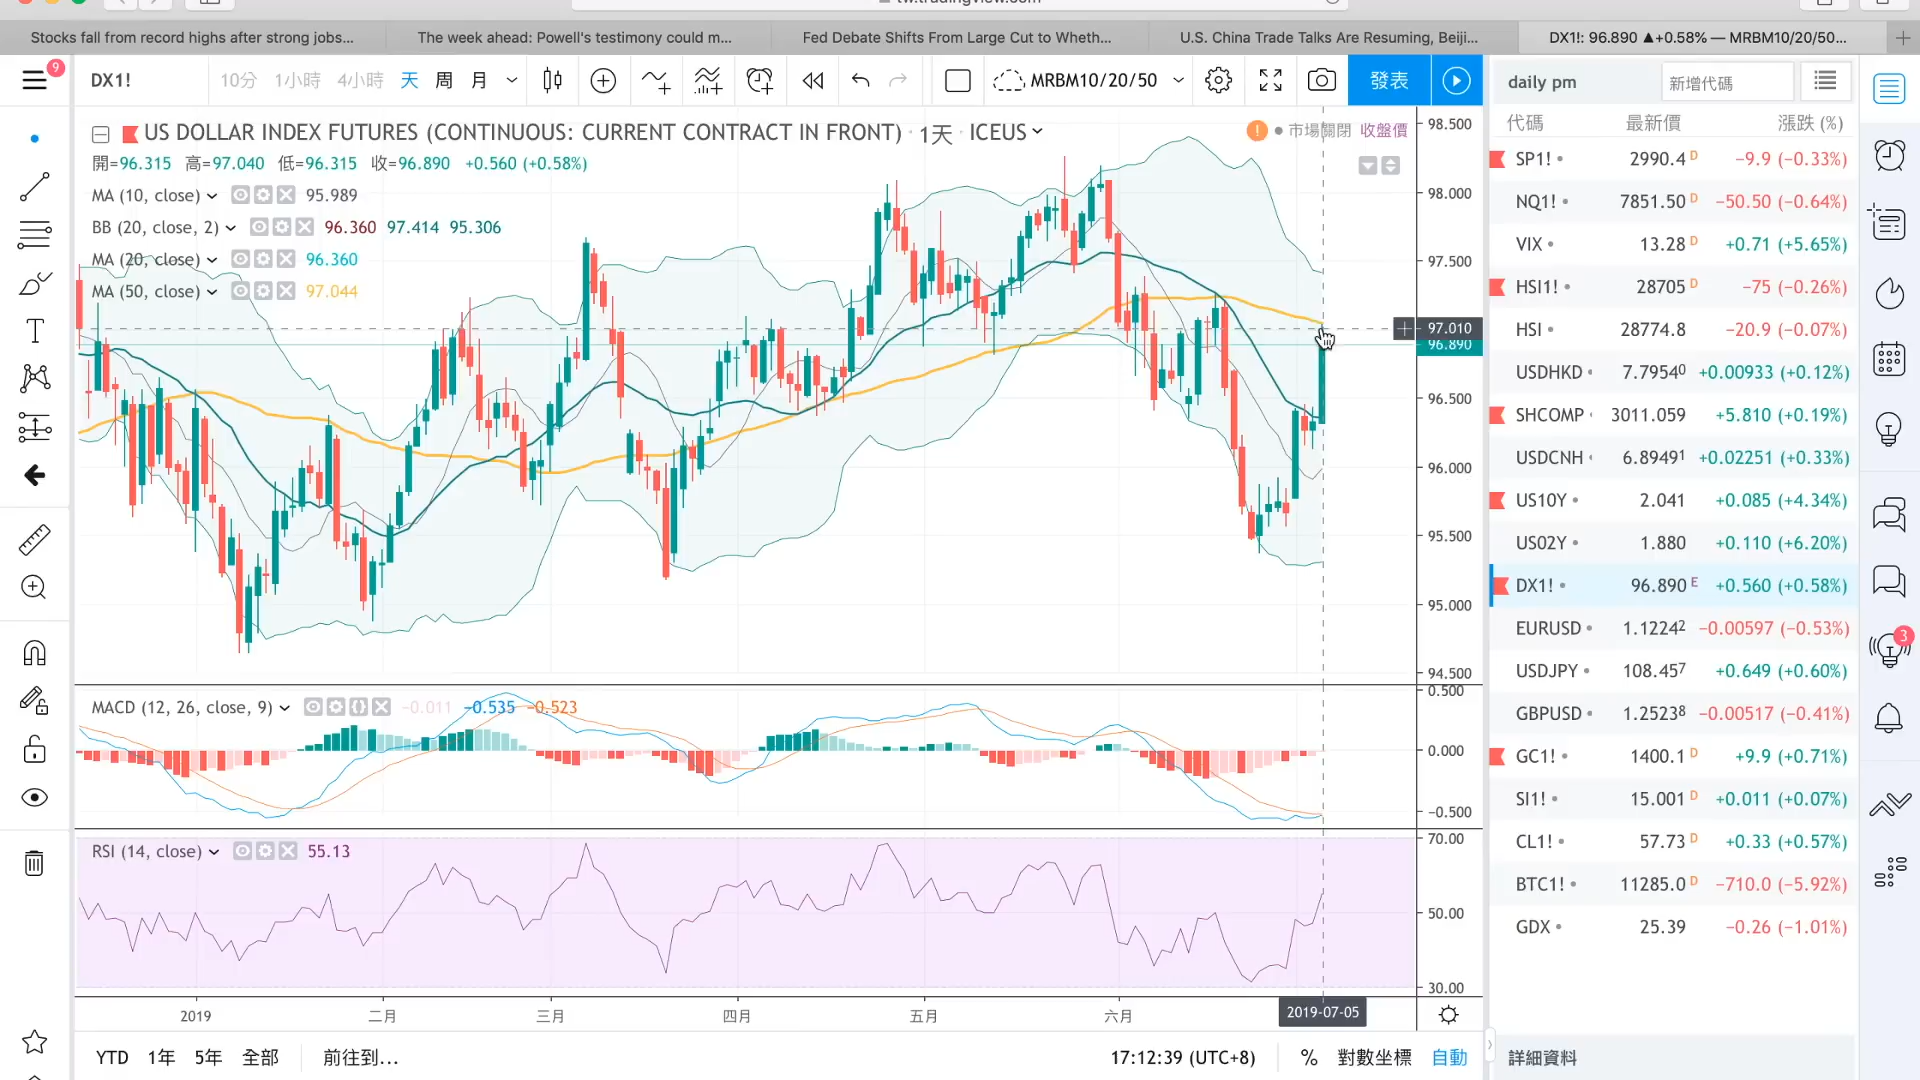 Stocks fall from record highs after strong jobs...
The week ahead: Powell's testimony could m...
Fed Debate Shifts From Large Cut to Wheth...
U.S. China Trade Talks Are Resuming, Beiji...
DX1!: 96.890 ▲+0.58% — MRBM10/20/50...
9
DX1!
10分 1小時 4小時 天 周 月
MRBM10/20/50
發表
daily pm
新增代碼
US DOLLAR INDEX FUTURES (CONTINUOUS: CURRENT CONTRACT IN FRONT) · 1天 · ICEUS
市場關閉 收盤價
開=96.315 高=97.040 低=96.315 收=96.890 +0.560 (+0.58%)
MA (10, close) 95.989
BB (20, close, 2) 96.360 97.414 95.306
MA (20, close) 96.360
MA (50, close) 97.044
98.500
98.000
97.500
97.010
96.890
96.500
96.000
95.500
95.000
94.500
MACD (12, 26, close, 9) −0.011 −0.535 −0.523
0.500
0.000
−0.500
RSI (14, close) 55.13
70.00
50.00
30.00
2019 二月 三月 四月 五月 六月 2019-07-05
YTD 1年 5年 全部 前往到...
17:12:39 (UTC+8) % 對數坐標 自動
代碼 最新價 漲跌 (%)
SP1! 2990.4 D −9.9 (−0.33%)
NQ1! 7851.50 D −50.50 (−0.64%)
VIX 13.28 D +0.71 (+5.65%)
HSI1! 28705 D −75 (−0.26%)
HSI 28774.8 −20.9 (−0.07%)
USDHKD 7.79540 +0.00933 (+0.12%)
SHCOMP 3011.059 +5.810 (+0.19%)
USDCNH 6.89491 +0.02251 (+0.33%)
US10Y 2.041 +0.085 (+4.34%)
US02Y 1.880 +0.110 (+6.20%)
DX1! 96.890 E +0.560 (+0.58%)
EURUSD 1.12242 −0.00597 (−0.53%)
USDJPY 108.457 +0.649 (+0.60%)
GBPUSD 1.25238 −0.00517 (−0.41%)
GC1! 1400.1 D +9.9 (+0.71%)
SI1! 15.001 D +0.011 (+0.07%)
CL1! 57.73 D +0.33 (+0.57%)
BTC1! 11285.0 D −710.0 (−5.92%)
GDX 25.39 −0.26 (−1.01%)
詳細資料
3